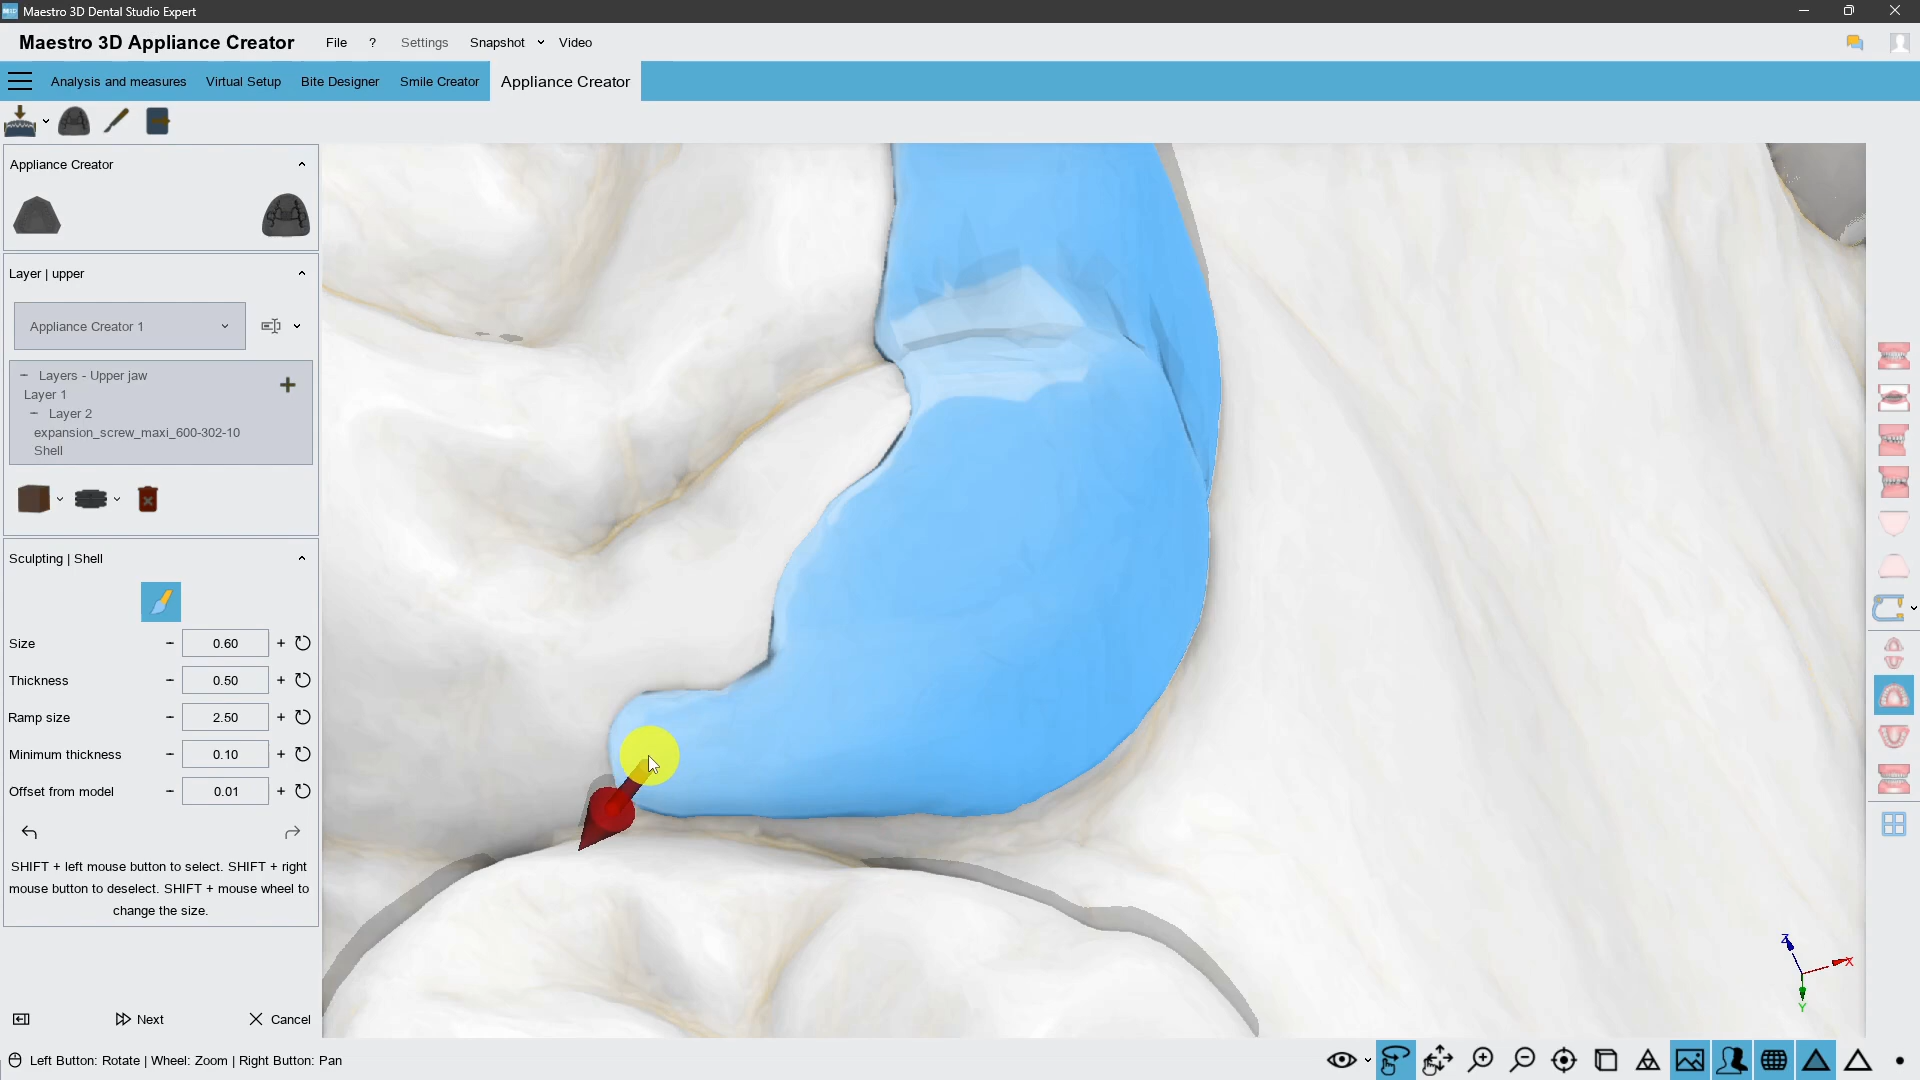 Maestro 3D Dental Studio Expert
Maestro 3D Appliance Creator
File ? Settings Snapshot Video
Analysis and measures Virtual Setup Bite Designer Smile Creator Appliance Creator
Appliance Creator
Layer | upper
Appliance Creator 1
Layers - Upper jaw
Layer 1
Layer 2
expansion_screw_maxi_600-302-10
Shell
Sculpting | Shell
Size - 0.60 +
Thickness - 0.50 +
Ramp size - 2.50 +
Minimum thickness - 0.10 +
Offset from model - 0.01 +
SHIFT + left mouse button to select. SHIFT + right
mouse button to deselect. SHIFT + mouse wheel to
change the size.
Next Cancel
Left Button: Rotate | Wheel: Zoom | Right Button: Pan
Z
X
Y